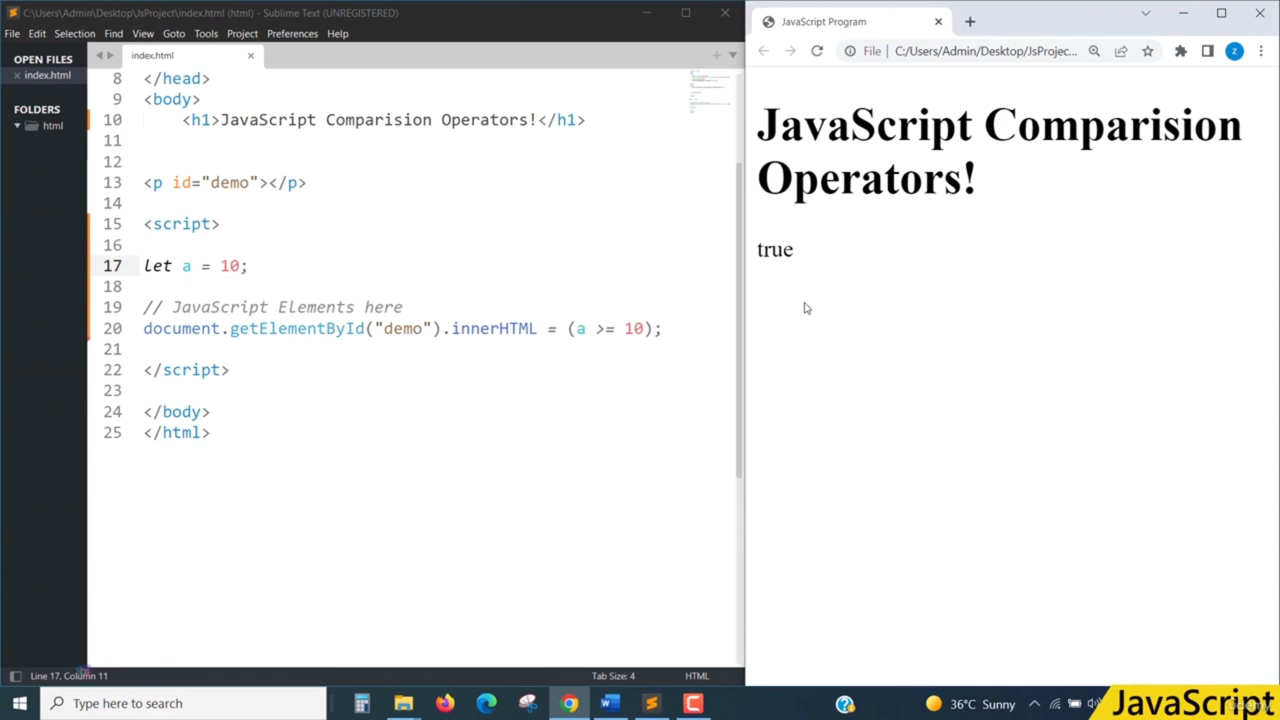 C:\Users\Admin\Desktop\JsProject\index.html (html) - Sublime Text (UNREGISTERED)
File Edit Selection Find View Goto Tools Project Preferences Help
OPEN FILES
index.html
FOLDERS
html
index.html
8 </head>
9 <body>
10 <h1>JavaScript Comparision Operators!</h1>
11
12
13 <p id="demo"></p>
14
15 <script>
16
17 let a = 10;
18
19 // JavaScript Elements here
20 document.getElementById("demo").innerHTML = (a >= 10);
21
22 </script>
23
24 </body>
25 </html>
Line 17, Column 11
Tab Size: 4
HTML
JavaScript Program
File
C:/Users/Admin/Desktop/JsProjec...
Z
JavaScript Comparision
Operators!
true
Type here to search
36°C Sunny
JavaScript
Udemy